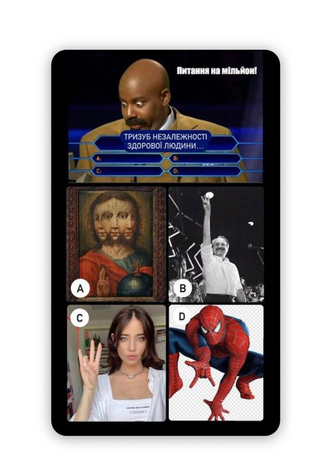 Питання на мільйон!
ТРИЗУБ НЕЗАЛЕЖНОСТІ
ЗДОРОВОЇ ЛЮДИНИ...
A: B:
C: D:
A
B
C
D